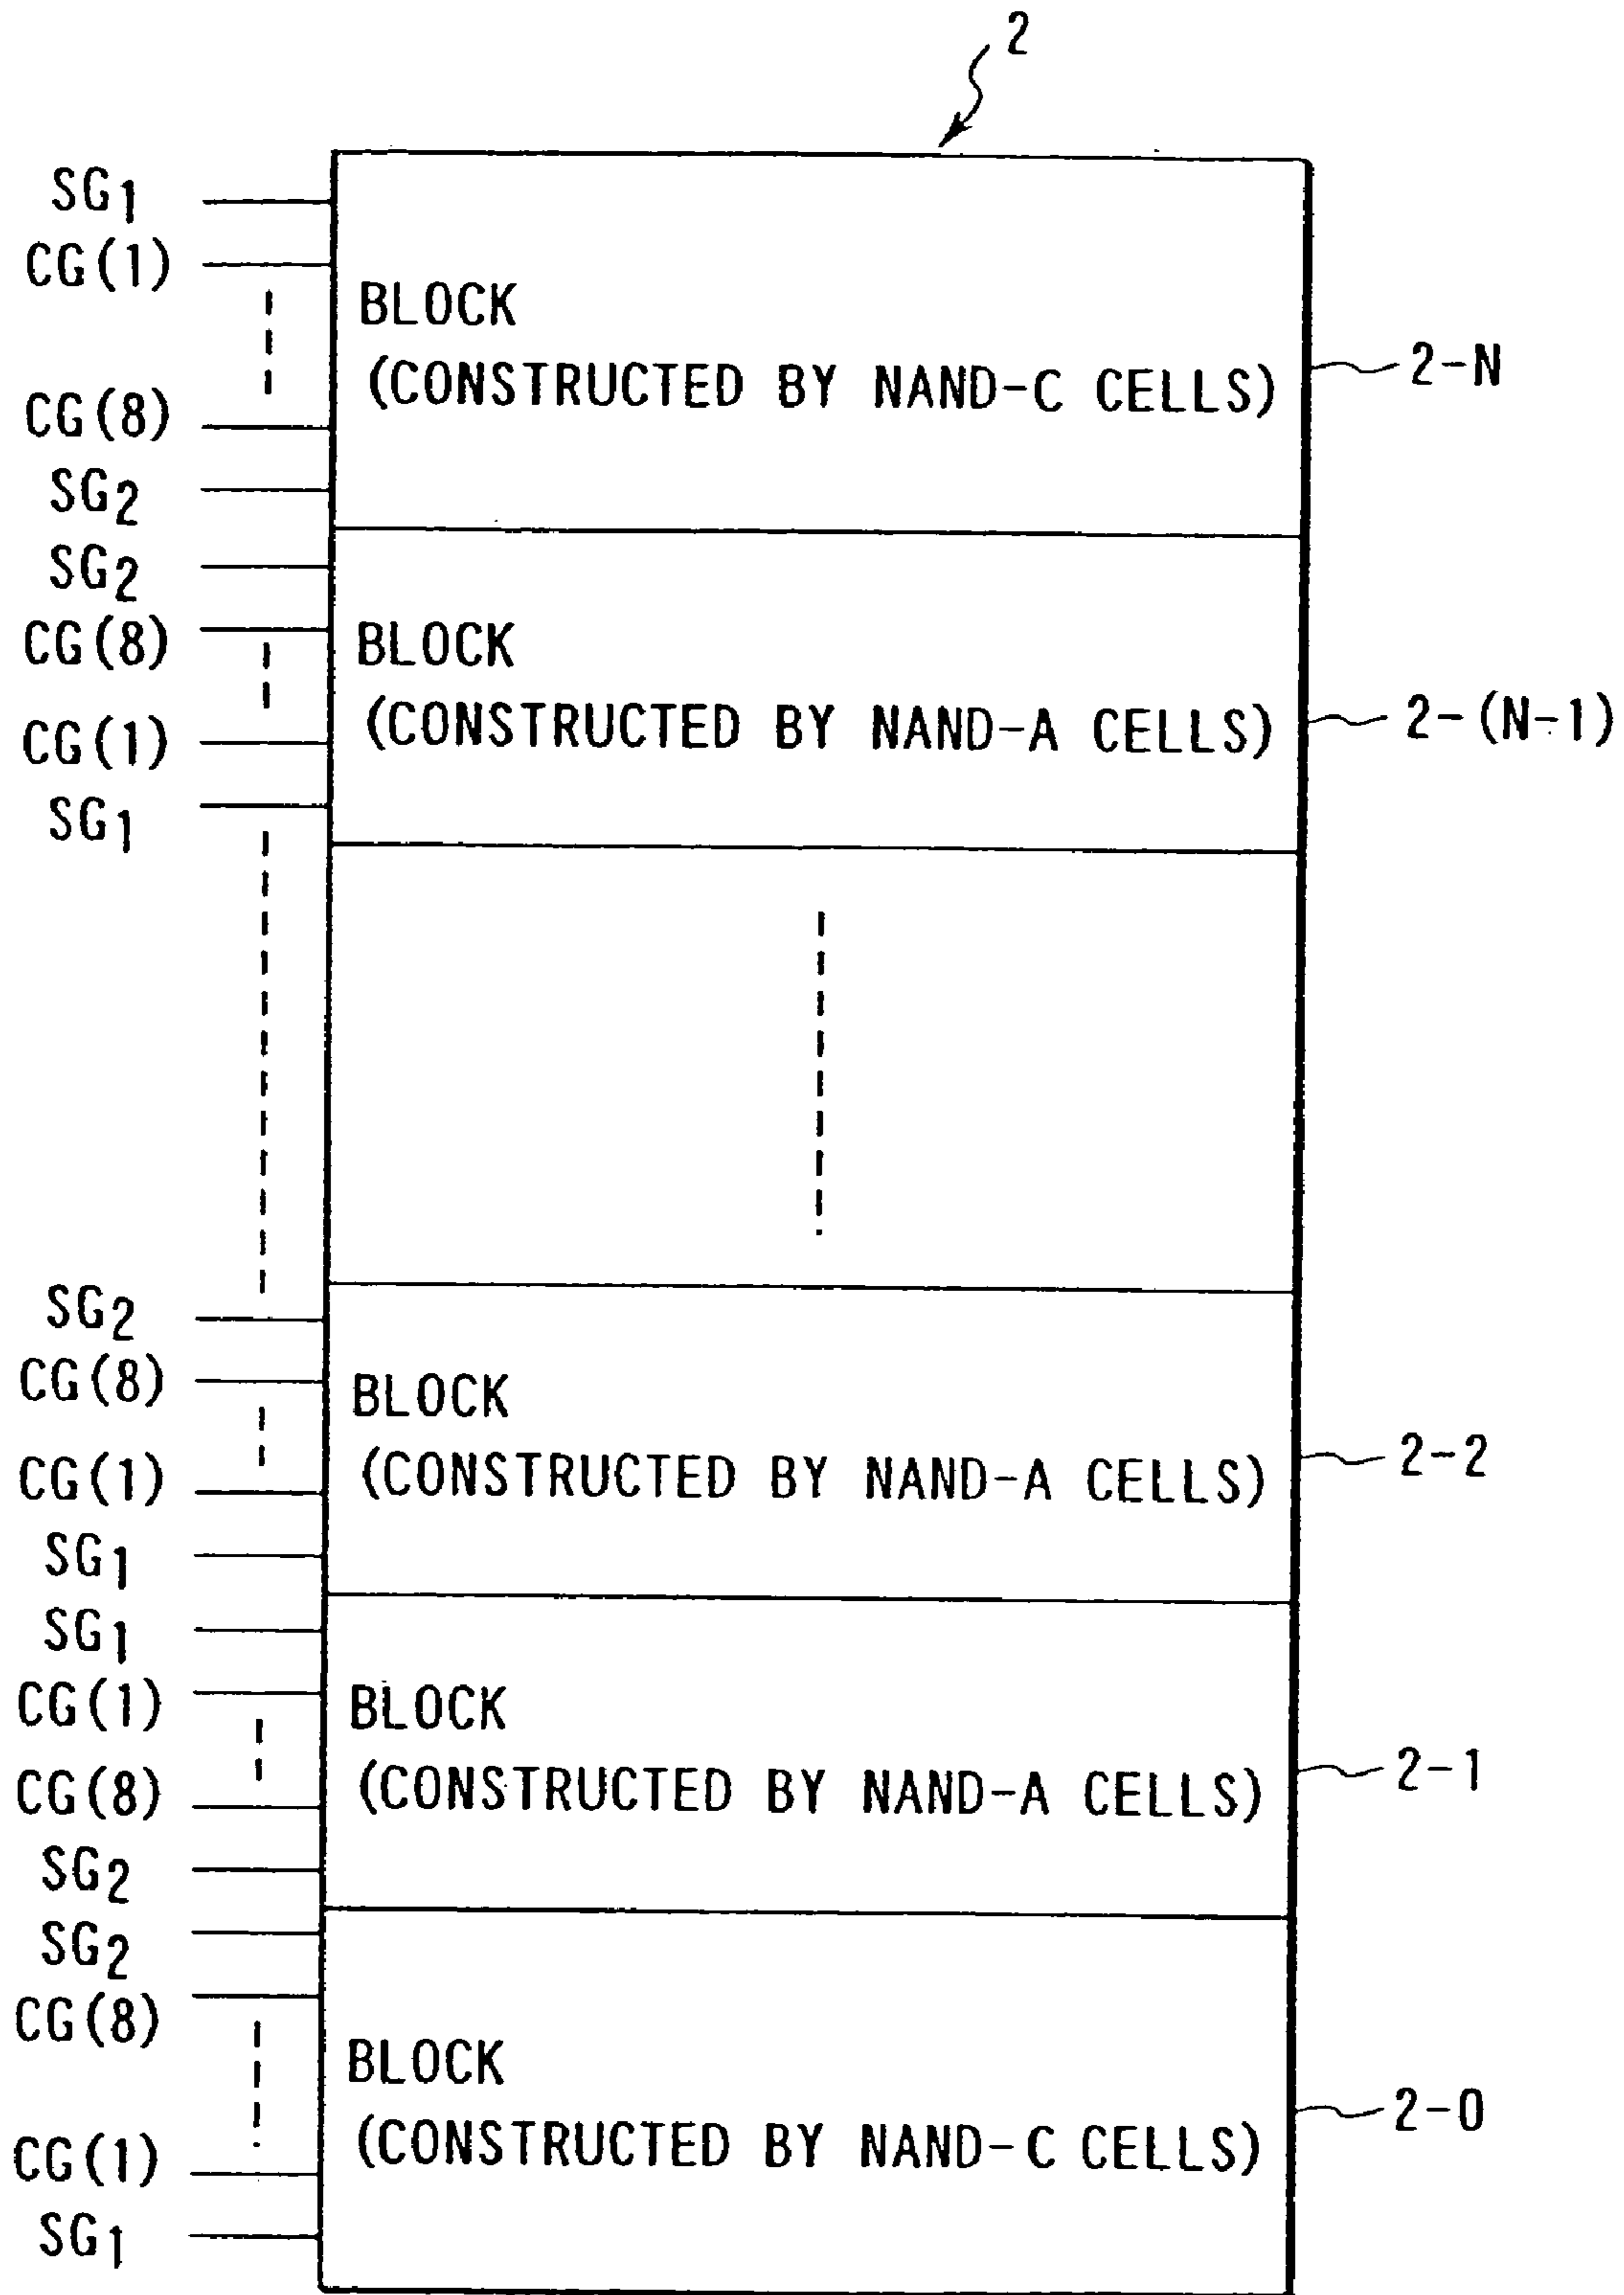 2
SG1
CG(1)
BLOCK
(CONSTRUCTED BY NAND-C CELLS)
2-N
CG(8)
SG2
SG2
CG(8)
BLOCK
(CONSTRUCTED BY NAND-A CELLS)
2-(N-1)
CG(1)
SG1
SG2
CG(8)
BLOCK
(CONSTRUCTED BY NAND-A CELLS)
2-2
CG(1)
SG1
SG1
CG(1)
BLOCK
(CONSTRUCTED BY NAND-A CELLS)
2-1
CG(8)
SG2
SG2
CG(8)
BLOCK
(CONSTRUCTED BY NAND-C CELLS)
2-0
CG(1)
SG1